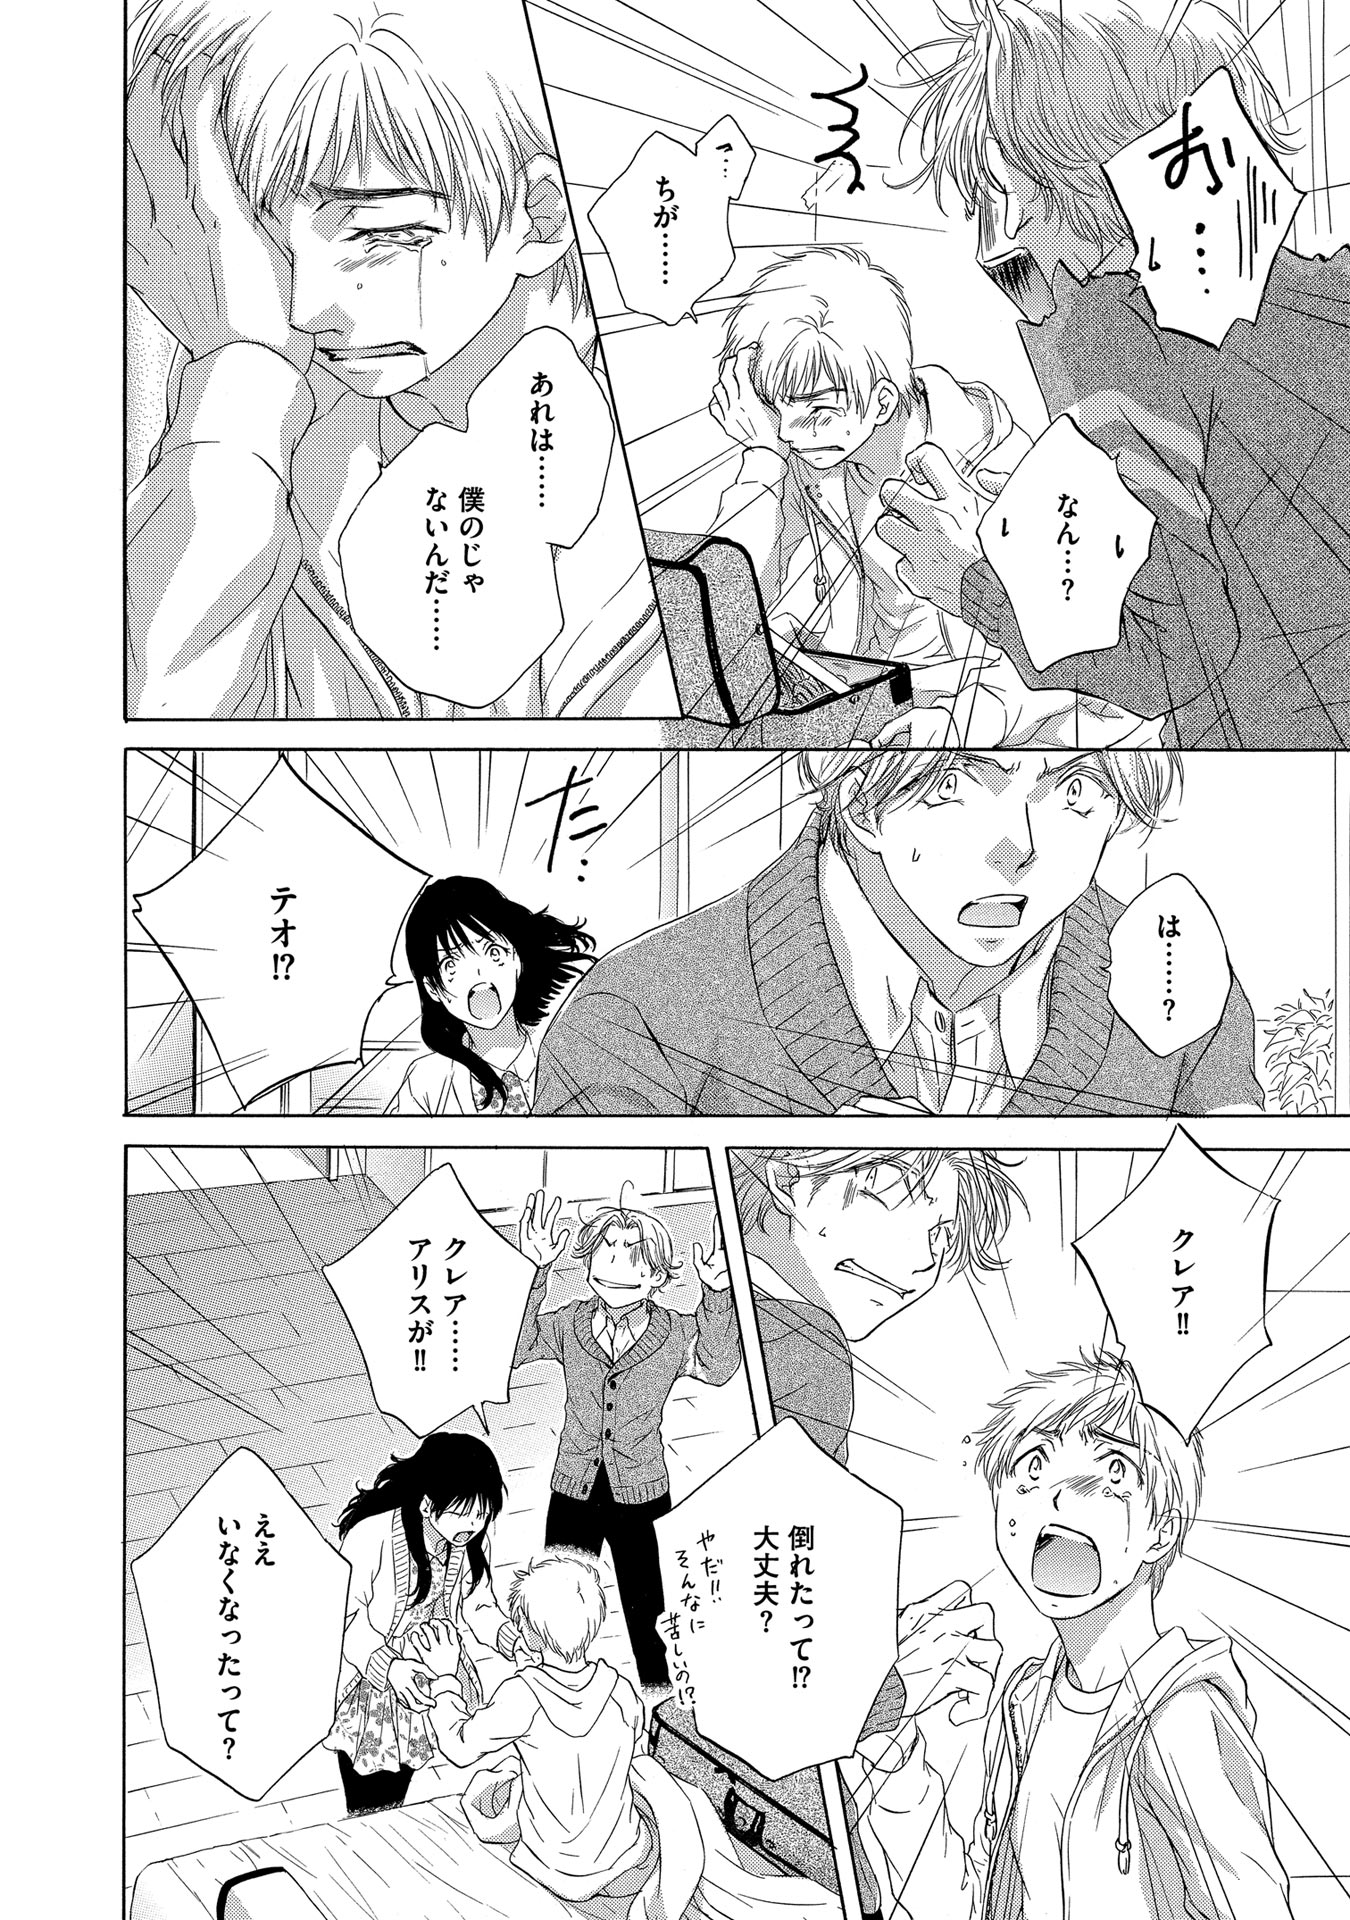 お…
なん…?
…
ちが……
あれは……
僕のじゃ
ないんだ……
は……?
た…
テオ!?
クレア!!
倒れたって!?
大丈夫?
やだ!!
そんなに
苦しいの!?
クレア……
アリスが!!
ええ
いなくなったって?